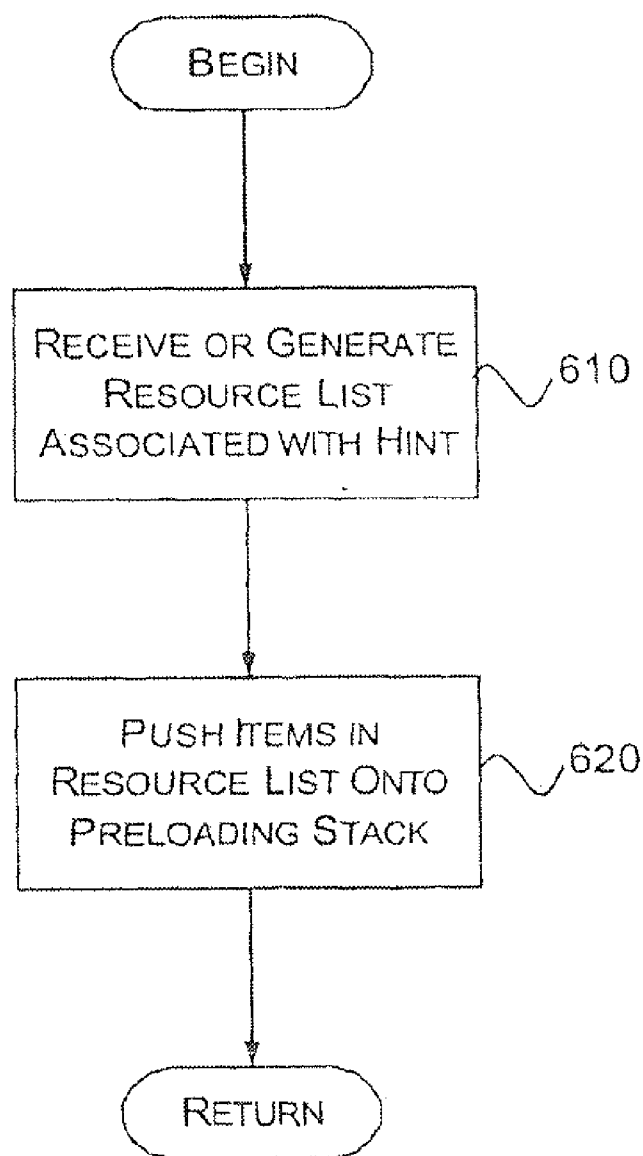 BEGIN
RECEIVE OR GENERATE
RESOURCE LIST
ASSOCIATED WITH HINT
610
PUSH ITEMS IN
RESOURCE LIST ONTO
PRELOADING STACK
620
RETURN